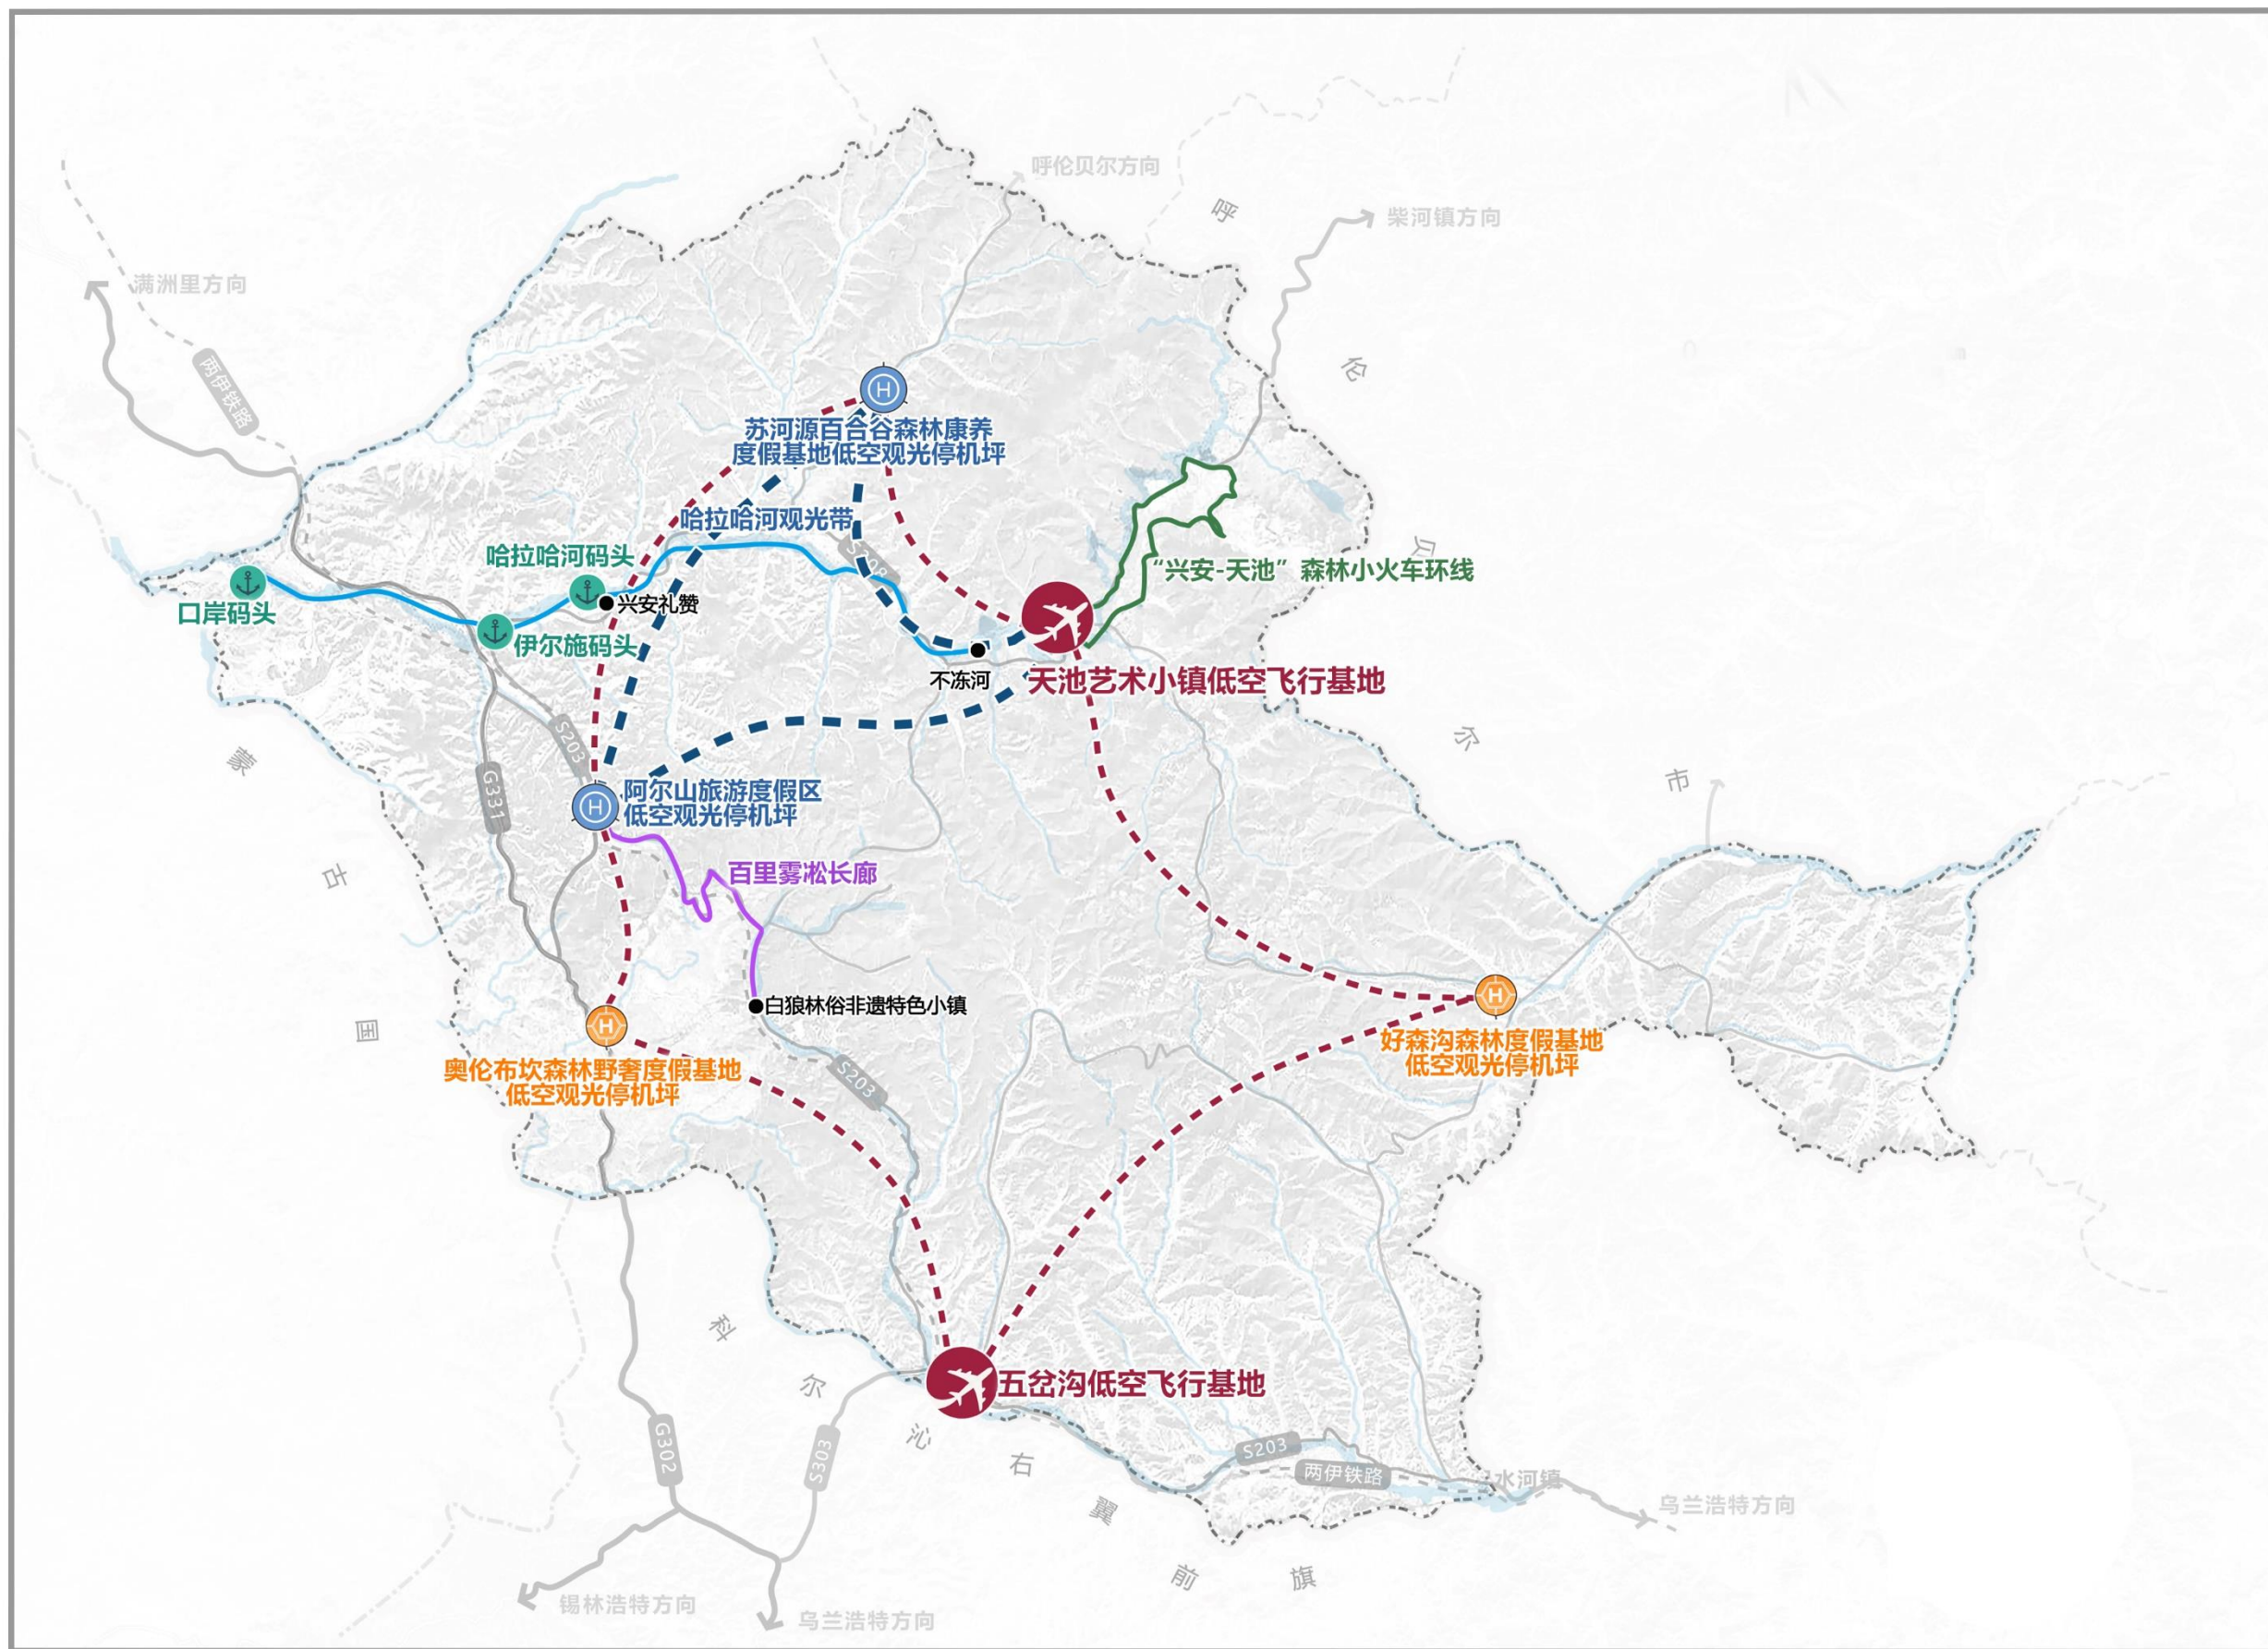 呼伦贝尔方向
柴河镇方向
满洲里方向
两伊铁路
呼
伦
贝
尔
市
苏河源百合谷森林康养
度假基地低空观光停机坪
哈拉哈河观光带
哈拉哈河码头
兴安礼赞
口岸码头
伊尔施码头
“兴安-天池”森林小火车环线
不冻河
天池艺术小镇低空飞行基地
S203
G331
蒙
古
国
阿尔山旅游度假区
低空观光停机坪
百里雾凇长廊
白狼林俗非遗特色小镇
奥伦布坎森林野奢度假基地
低空观光停机坪
好森沟森林度假基地
低空观光停机坪
S203
五岔沟低空飞行基地
科
尔
沁
右
翼
前
旗
G302
S303
S203
两伊铁路
水河镇
乌兰浩特方向
锡林浩特方向
乌兰浩特方向